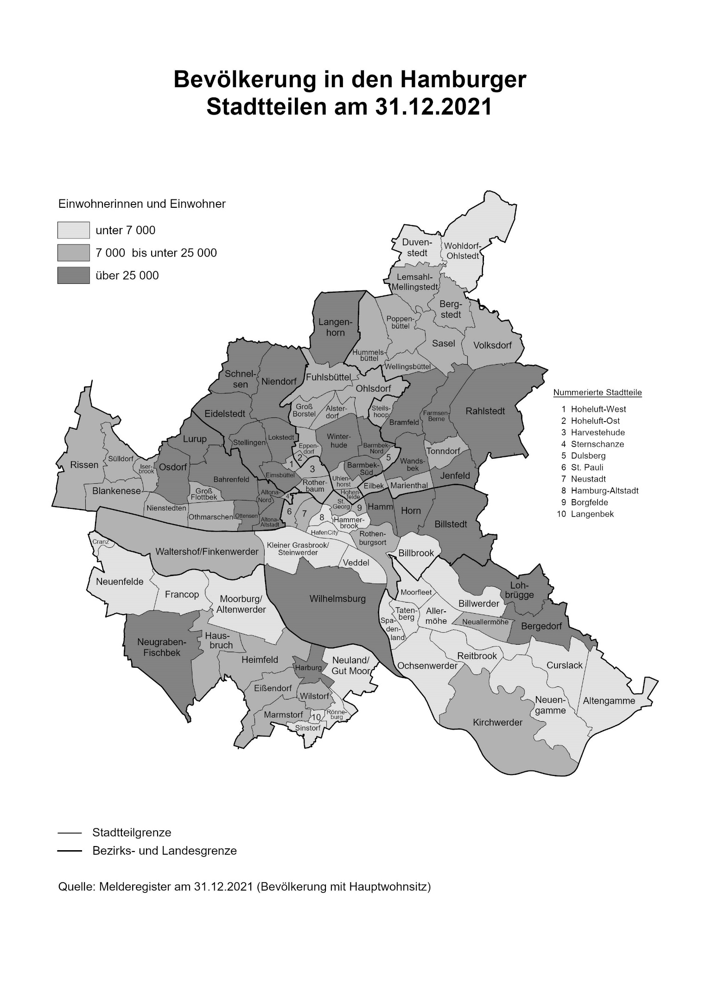 Bevölkerung in den Hamburger
Stadtteilen am 31.12.2021
Einwohnerinnen und Einwohner
unter 7 000
7 000 bis unter 25 000
über 25 000
Duven-
stedt
Wohldorf-
Ohlstedt
Lemsahl-
Mellingstedt
Berg-
stedt
Poppen-
büttel
Langen-
horn
Sasel
Volksdorf
Hummels-
büttel
Wellingsbüttel
Schnel-
sen
Niendorf
Fuhlsbüttel
Ohlsdorf
Groß
Borstel
Alster-
dorf
Steils-
hoop
Bramfeld
Farmsen-
Berne
Rahlstedt
Eidelstedt
Lurup
Stellingen
Lokstedt
Eppen-
dorf
Winter-
hude
Barmbek-
Nord
Tonndorf
Rissen
Sülldorf
Iser-
brook
Osdorf
1
2
3
5
Barmbek-
Süd
Wands-
bek
Jenfeld
Bahrenfeld
Eimsbüttel
Rother-
baum
Uhlen-
horst
Eilbek
Marienthal
Blankenese
Groß
Flottbek
Altona-
Nord
4
Hohen-
felde
St.
Georg
9
Hamm
Horn
Billstedt
Nienstedten
Othmarschen
Ottensen
Altona-
Altstadt
6
7
8
Hammer-
brook
HafenCity
Rothen-
burgsort
Cranz
Waltershof/Finkenwerder
Kleiner Grasbrook/
Steinwerder
Veddel
Billbrook
Neuenfelde
Francop
Moorburg/
Altenwerder
Wilhelmsburg
Moorfleet
Billwerder
Loh-
brügge
Taten-
berg
Aller-
möhe
Neuallermöhe
Bergedorf
Spa-
den-
land
Neugraben-
Fischbek
Haus-
bruch
Heimfeld
Harburg
Neuland/
Gut Moor
Ochsenwerder
Reitbrook
Curslack
Eißendorf
Wilstorf
Neuen-
gamme
Altengamme
Marmstorf
10
Rönne-
burg
Sinstorf
Kirchwerder
Nummerierte Stadtteile
1 Hoheluft-West
2 Hoheluft-Ost
3 Harvestehude
4 Sternschanze
5 Dulsberg
6 St. Pauli
7 Neustadt
8 Hamburg-Altstadt
9 Borgfelde
10 Langenbek
Stadtteilgrenze
Bezirks- und Landesgrenze
Quelle: Melderegister am 31.12.2021 (Bevölkerung mit Hauptwohnsitz)